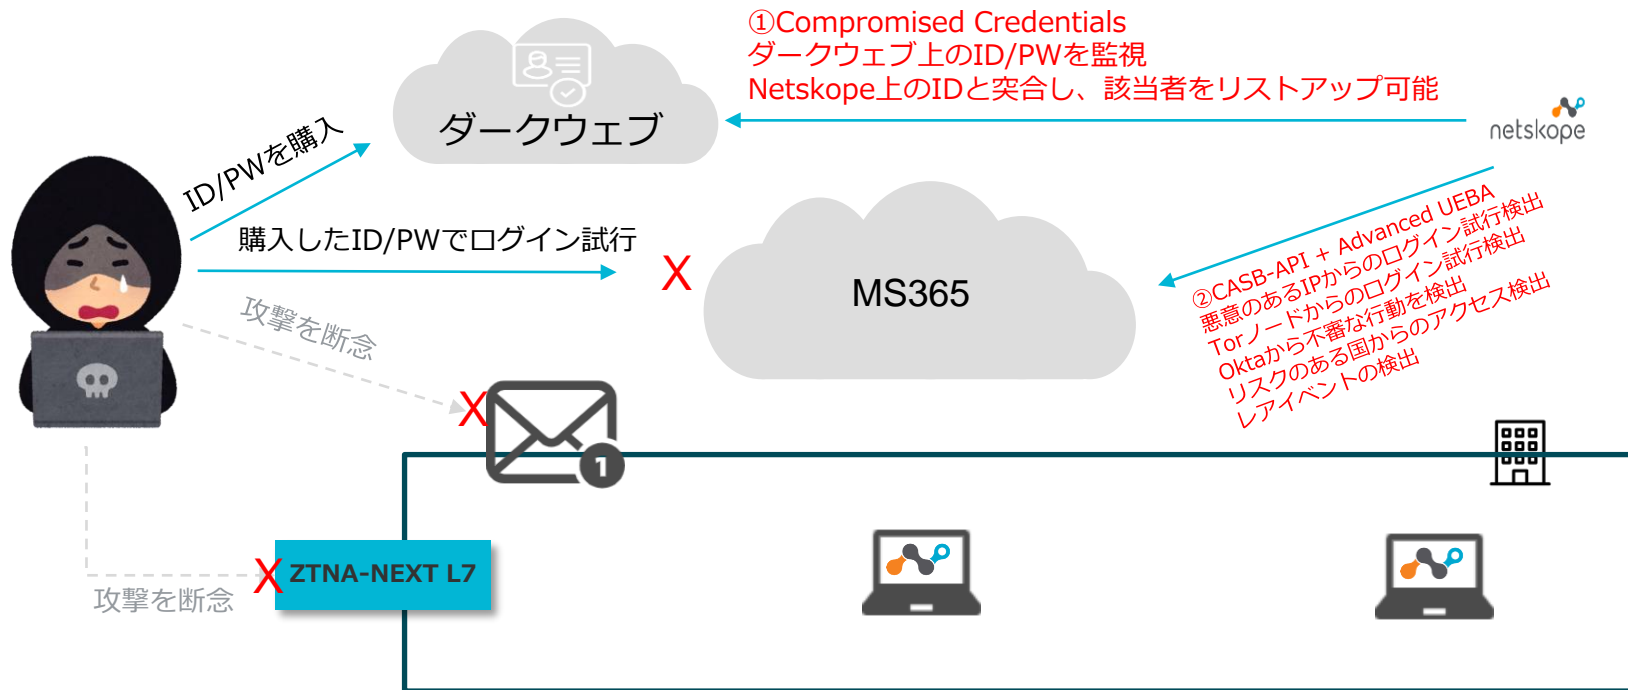 ①Compromised Credentials
ダークウェブ上のID/PWを監視
Netskope上のIDと突合し、該当者をリストアップ可能
ダークウェブ
netskope
ID/PWを購入
購入したID/PWでログイン試行
X
MS365
②CASB-API + Advanced UEBA
悪意のあるIPからのログイン試行検出
Torノードからのログイン試行検出
Oktaから不審な行動を検出
リスクのある国からのアクセス検出
レアイベントの検出
攻撃を断念
X
1
X
ZTNA-NEXT L7
攻撃を断念